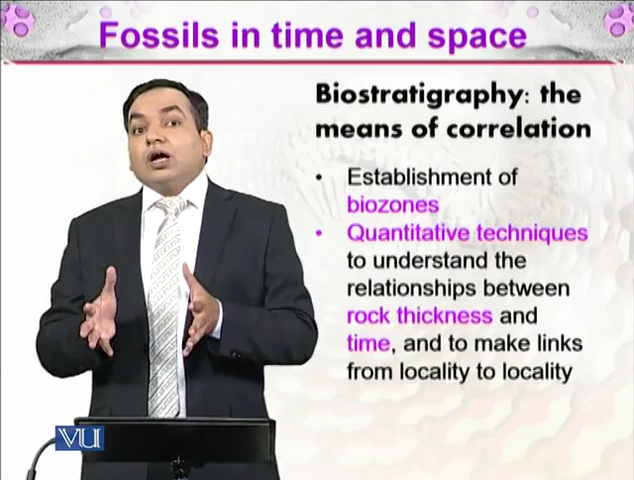 Fossils in time and space
Biostratigraphy: the
means of correlation
• Establishment of
biozones
• Quantitative techniques
to understand the
relationships between
rock thickness and
time, and to make links
from locality to locality
VU